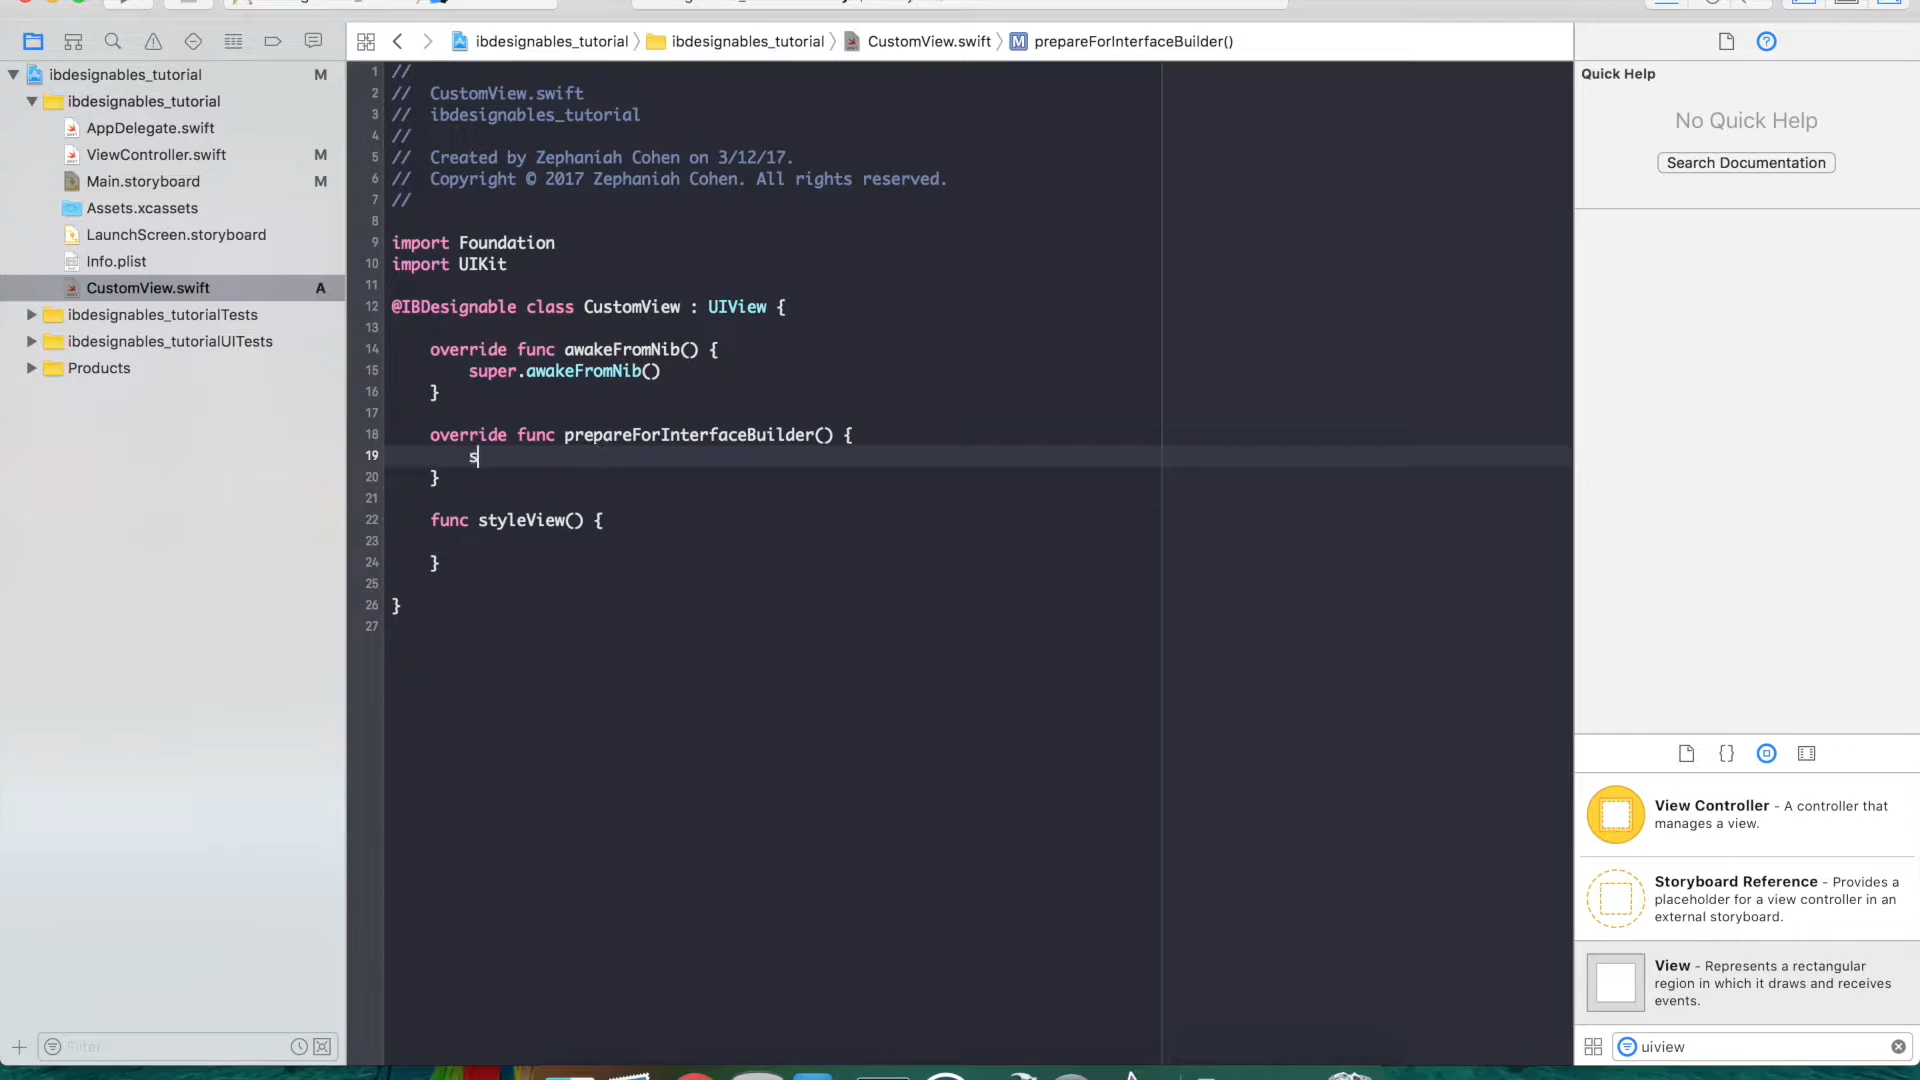 ibdesignables_tutorial
ibdesignables_tutorial
CustomView.swift
prepareForInterfaceBuilder()
ibdesignables_tutorial M
ibdesignables_tutorial
AppDelegate.swift
ViewController.swift M
Main.storyboard M
Assets.xcassets
LaunchScreen.storyboard
Info.plist
CustomView.swift A
ibdesignables_tutorialTests
ibdesignables_tutorialUITests
Products
Filter
1 //
2 //  CustomView.swift
3 //  ibdesignables_tutorial
4 //
5 //  Created by Zephaniah Cohen on 3/12/17.
6 //  Copyright © 2017 Zephaniah Cohen. All rights reserved.
7 //
8
9 import Foundation
10 import UIKit
11
12 @IBDesignable class CustomView : UIView {
13
14     override func awakeFromNib() {
15         super.awakeFromNib()
16     }
17
18     override func prepareForInterfaceBuilder() {
19         s
20     }
21
22     func styleView() {
23
24     }
25
26 }
27
Quick Help
No Quick Help
Search Documentation
{}
View Controller - A controller that
manages a view.
Storyboard Reference - Provides a
placeholder for a view controller in an
external storyboard.
View - Represents a rectangular
region in which it draws and receives
events.
uiview